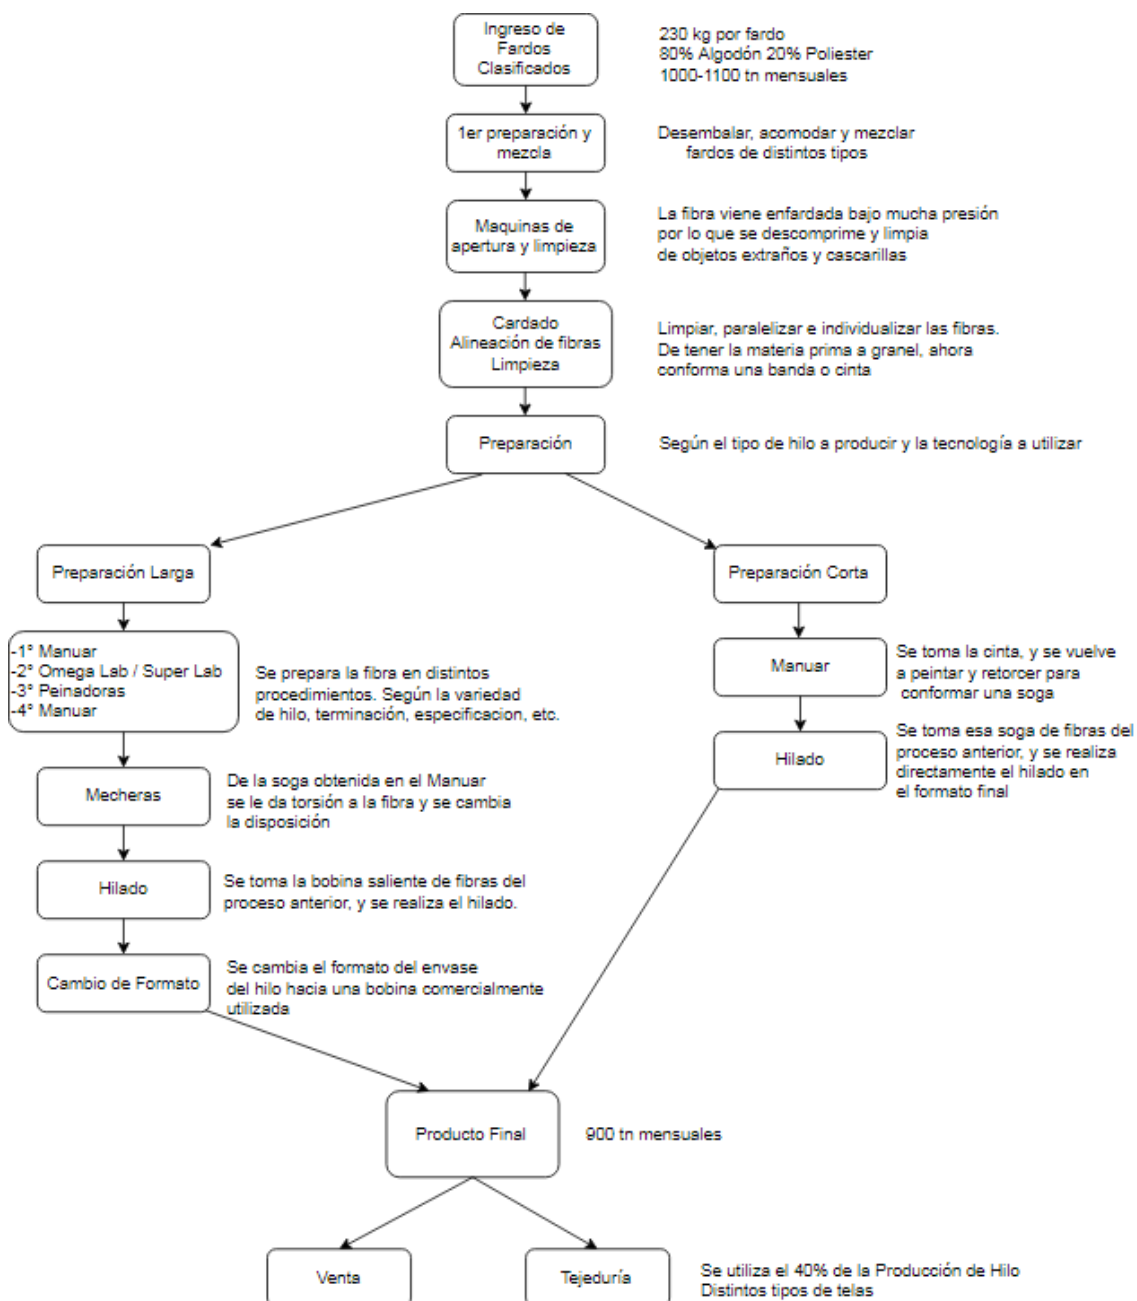 Ingreso de
Fardos
Clasificados
230 kg por fardo
80% Algodón 20% Poliester
1000-1100 tn mensuales
1er preparación y
mezcla
Desembalar, acomodar y mezclar
fardos de distintos tipos
Maquinas de
apertura y limpieza
La fibra viene enfardada bajo mucha presión
por lo que se descomprime y limpia
de objetos extraños y cascarillas
Cardado
Alineación de fibras
Limpieza
Limpiar, paralelizar e individualizar las fibras.
De tener la materia prima a granel, ahora
conforma una banda o cinta
Preparación
Según el tipo de hilo a producir y la tecnología a utilizar
Preparación Larga
Preparación Corta
-1° Manuar
-2° Omega Lab / Super Lab
-3° Peinadoras
-4° Manuar
Se prepara la fibra en distintos
procedimientos. Según la variedad
de hilo, terminación, especificacion, etc.
Manuar
Se toma la cinta, y se vuelve
a peintar y retorcer para
conformar una soga
Mecheras
De la soga obtenida en el Manuar
se le da torsión a la fibra y se cambia
la disposición
Hilado
Se toma esa soga de fibras del
proceso anterior, y se realiza
directamente el hilado en
el formato final
Hilado
Se toma la bobina saliente de fibras del
proceso anterior, y se realiza el hilado.
Cambio de Formato
Se cambia el formato del envase
del hilo hacia una bobina comercialmente
utilizada
Producto Final
900 tn mensuales
Venta
Tejeduría
Se utiliza el 40% de la Producción de Hilo
Distintos tipos de telas